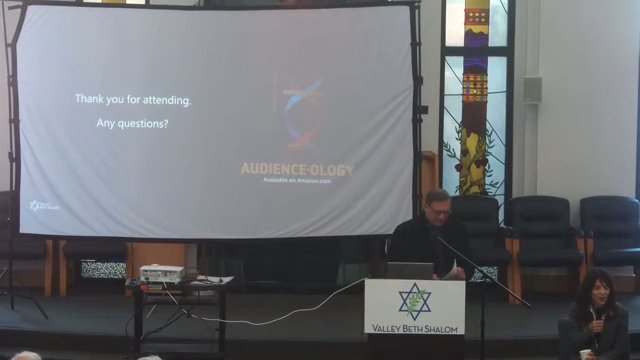 Thank you for attending.
Any questions?
AUDIENCE-OLOGY
Available on Amazon.com
VALLEY BETH SHALOM